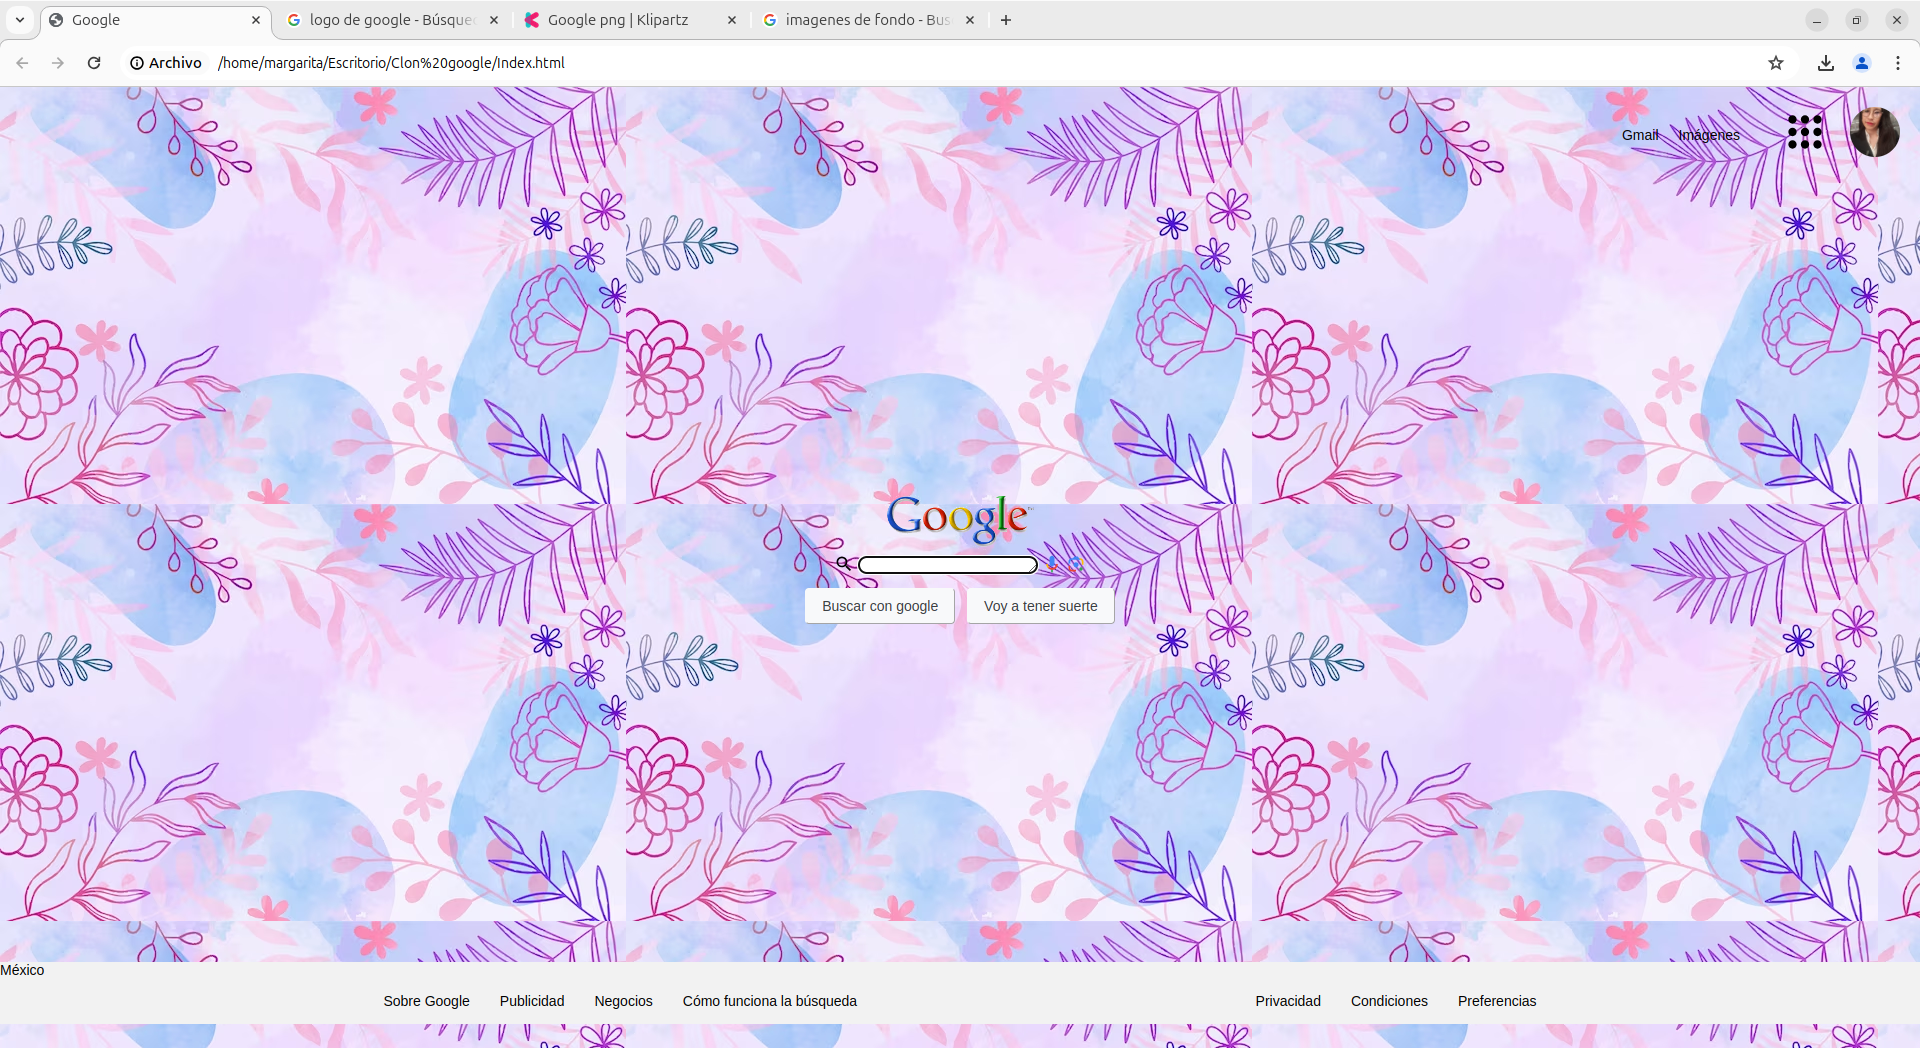 Google
logo de google - Búsque
Google png | Klipartz
imagenes de fondo - Bus
Archivo
/home/margarita/Escritorio/Clon%20google/Index.html
Gmail
Imágenes
Google
Buscar con google
Voy a tener suerte
México
Sobre Google
Publicidad
Negocios
Cómo funciona la búsqueda
Privacidad
Condiciones
Preferencias